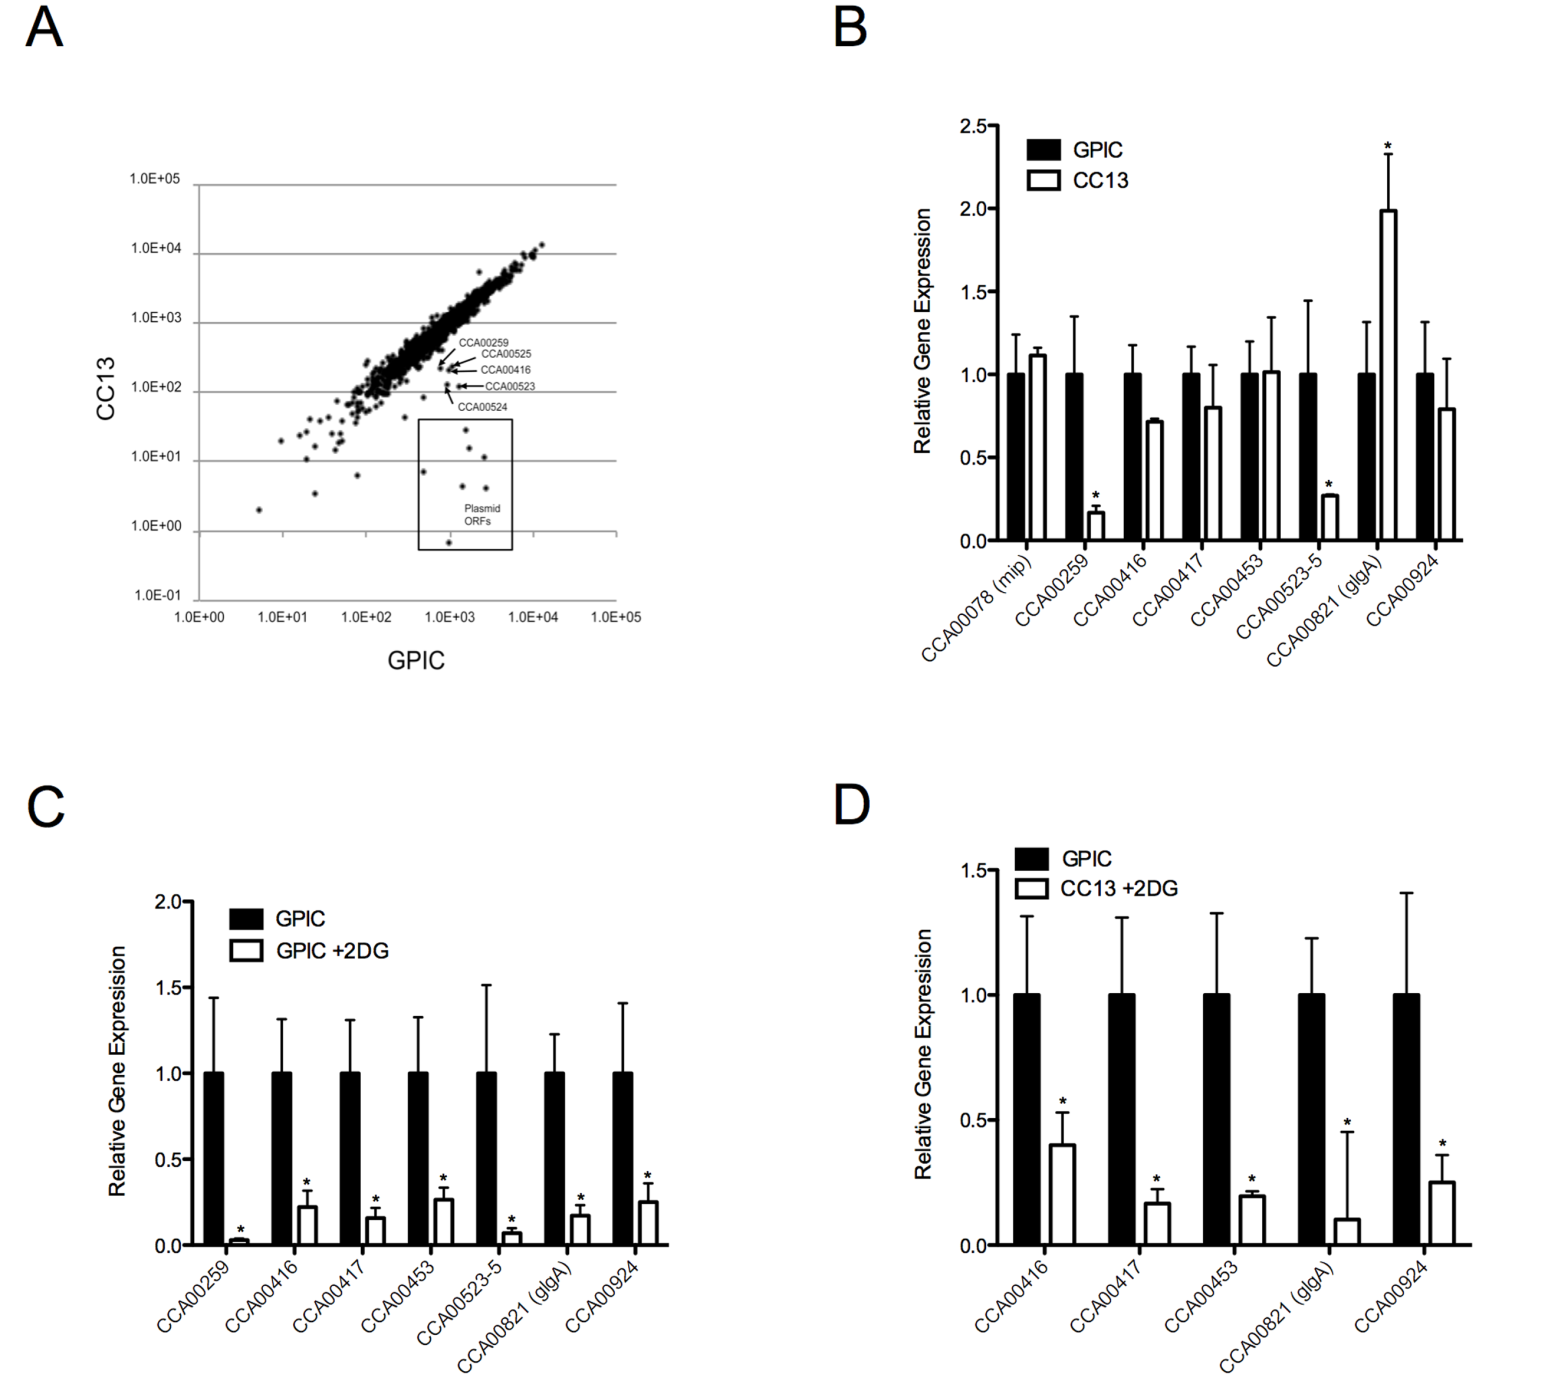 A
B
1.0E+05
1.0E+04
1.0E+03
1.0E+02
1.0E+01
1.0E+00
1.0E-01
CC13
CCA00259
CCA00525
CCA00416
CCA00523
CCA00524
Plasmid
ORFs
1.0E+00 1.0E+01 1.0E+02 1.0E+03 1.0E+04 1.0E+05
GPIC
2.5
2.0
1.5
1.0
0.5
0.0
Relative Gene Expression
GPIC
CC13
*
*
*
CCA00078 (mip)
CCA00259
CCA00416
CCA00417
CCA00453
CCA00523-5
CCA00821 (glgA)
CCA00924
C
D
2.0
1.5
1.0
0.5
0.0
Relative Gene Expresision
GPIC
GPIC +2DG
*
*
*
*
*
*
*
CCA00259
CCA00416
CCA00417
CCA00453
CCA00523-5
CCA00821 (glgA)
CCA00924
1.5
1.0
0.5
0.0
Relative Gene Expression
GPIC
CC13 +2DG
*
*
*
*
*
CCA00416
CCA00417
CCA00453
CCA00821 (glgA)
CCA00924